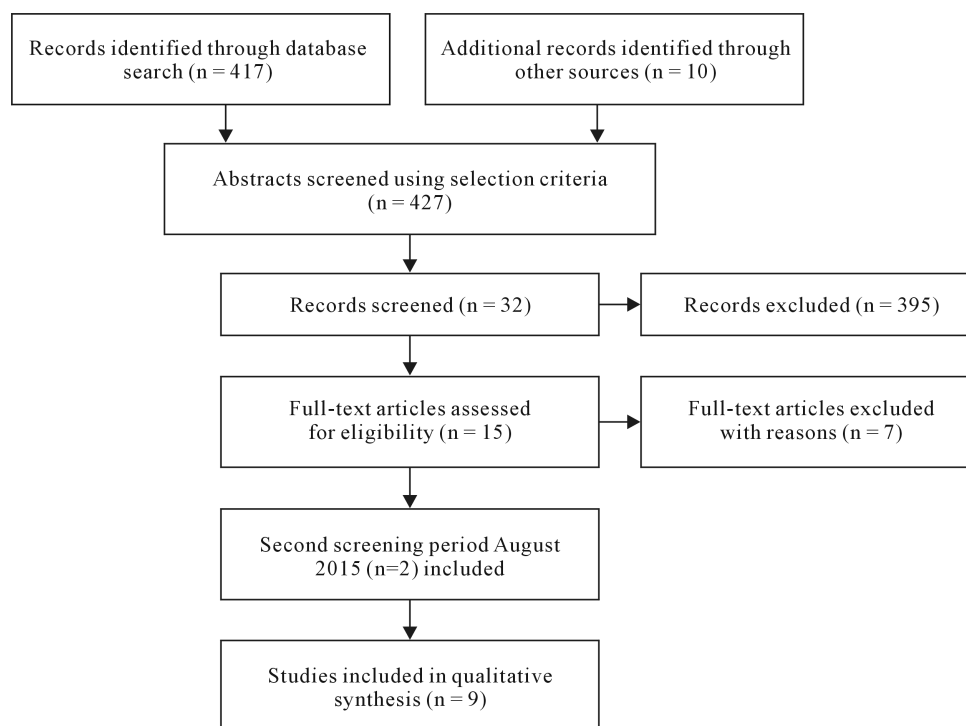 Records identified through database
search (n = 417)
Additional records identified through
other sources (n = 10)
Abstracts screened using selection criteria
(n = 427)
Records screened (n = 32)
Records excluded (n = 395)
Full-text articles assessed
for eligibility (n = 15)
Full-text articles excluded
with reasons (n = 7)
Second screening period August
2015 (n=2) included
Studies included in qualitative
synthesis (n = 9)